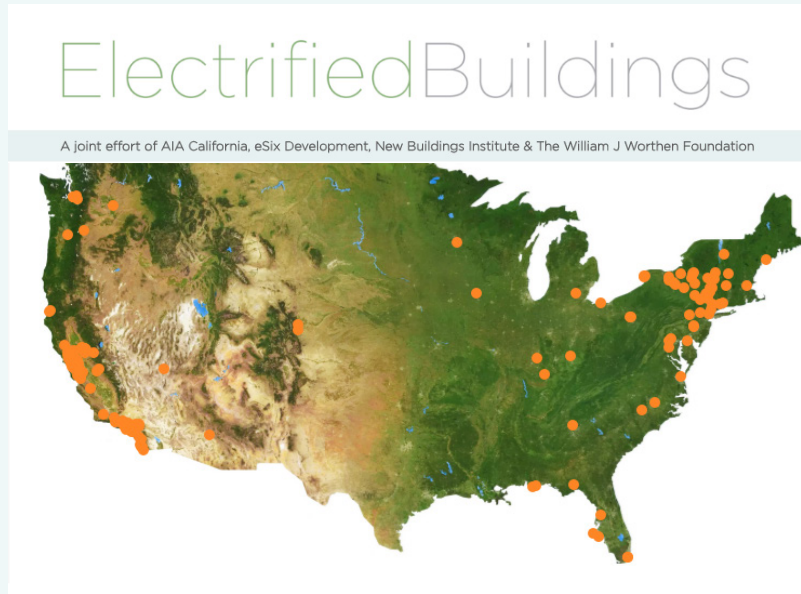 ElectrifiedBuildings
A joint effort of AIA California, eSix Development, New Buildings Institute & The William J Worthen Foundation